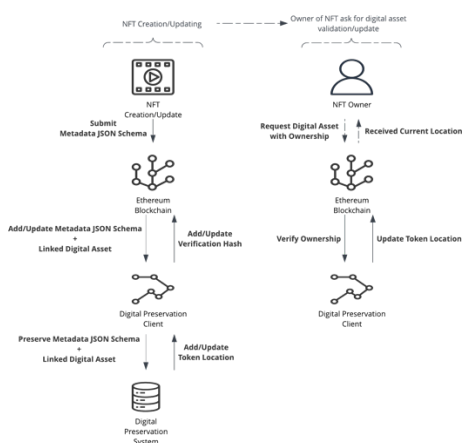 NFT Creation/Updating
Owner of NFT ask for digital asset
validation/update
NFT
Creation/Update
NFT Owner
Submit
Metadata JSON Schema
Request Digital Asset
with Ownership
Received Current Location
Ethereum
Blockchain
Ethereum
Blockchain
Add/Update Metadata JSON Schema
+
Linked Digital Asset
Add/Update
Verification Hash
Verify Ownership
Update Token Location
Digital Preservation
Client
Digital Preservation
Client
Preserve Metadata JSON Schema
+
Linked Digital Asset
Add/Update
Token Location
Digital
Preservation
System